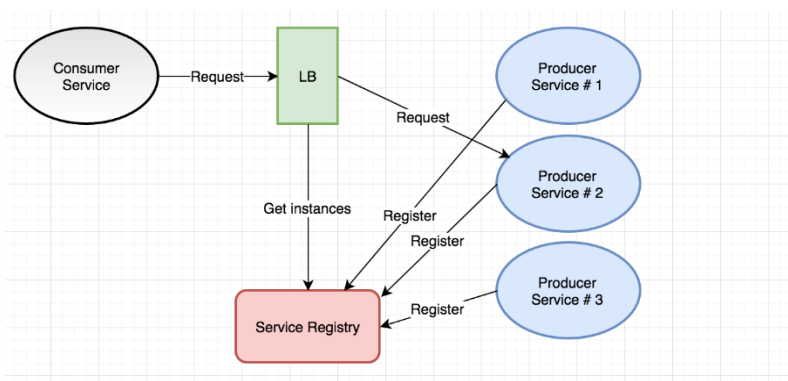 Consumer
Service
Request
LB
Producer
Service # 1
Request
Producer
Service # 2
Get instances
Register
Register
Producer
Service # 3
Register
Service Registry